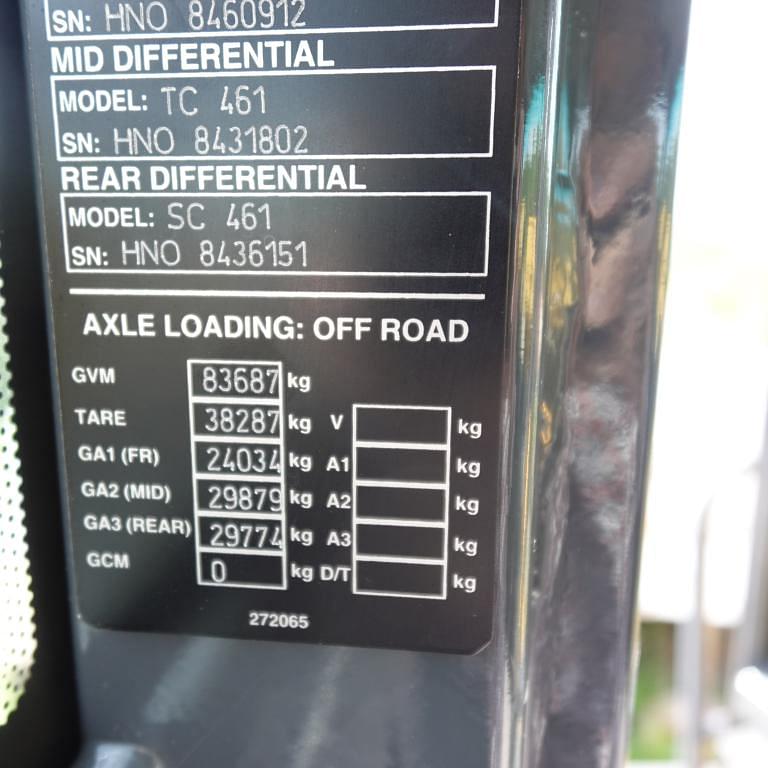 SN: HNO 8460912
MID DIFFERENTIAL
MODEL: TC 461
SN: HNO 8431802
REAR DIFFERENTIAL
MODEL: SC 461
SN: HNO 8436151
AXLE LOADING: OFF ROAD
GVM 83687 kg
TARE 38287 kg V kg
GA1 (FR) 24034 kg A1 kg
GA2 (MID) 29879 kg A2 kg
GA3 (REAR) 29774 kg A3 kg
GCM 0 kg D/T kg
272065